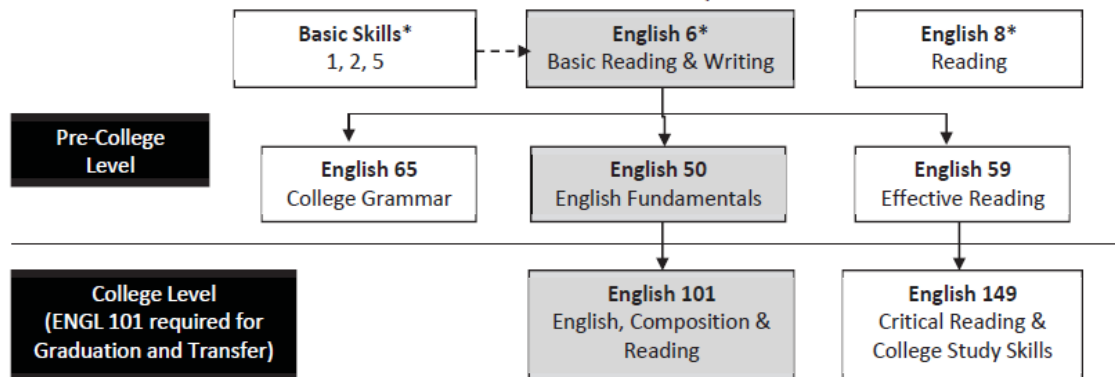 Basic Skills*
1, 2, 5
English 6*
Basic Reading & Writing
English 8*
Reading
Pre-College
Level
English 65
College Grammar
English 50
English Fundamentals
English 59
Effective Reading
College Level
(ENGL 101 required for
Graduation and Transfer)
English 101
English, Composition &
Reading
English 149
Critical Reading &
College Study Skills